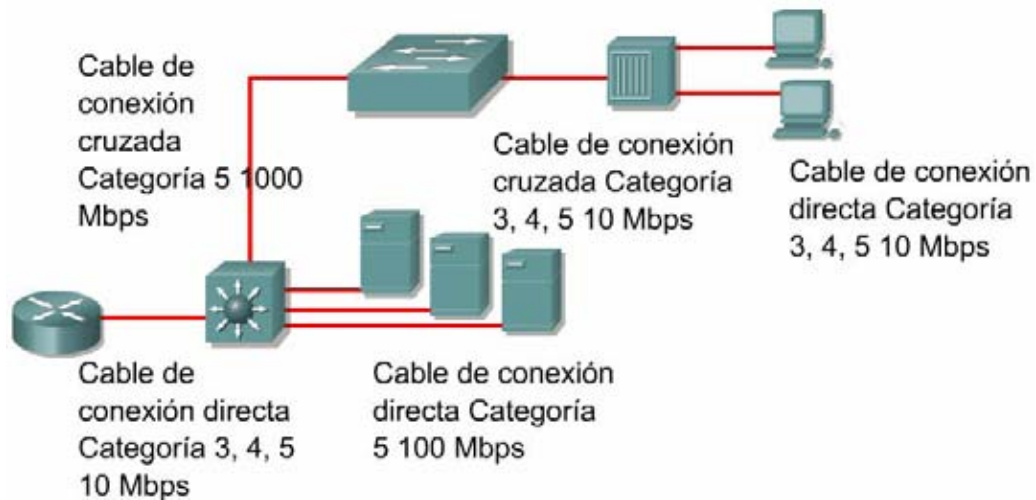 Cable de
conexión
cruzada
Categoría 5 1000
Mbps
Cable de conexión
cruzada Categoría
3, 4, 5 10 Mbps
Cable de conexión
directa Categoría
3, 4, 5 10 Mbps
Cable de
conexión directa
Categoría 3, 4, 5
10 Mbps
Cable de conexión
directa Categoría
5 100 Mbps